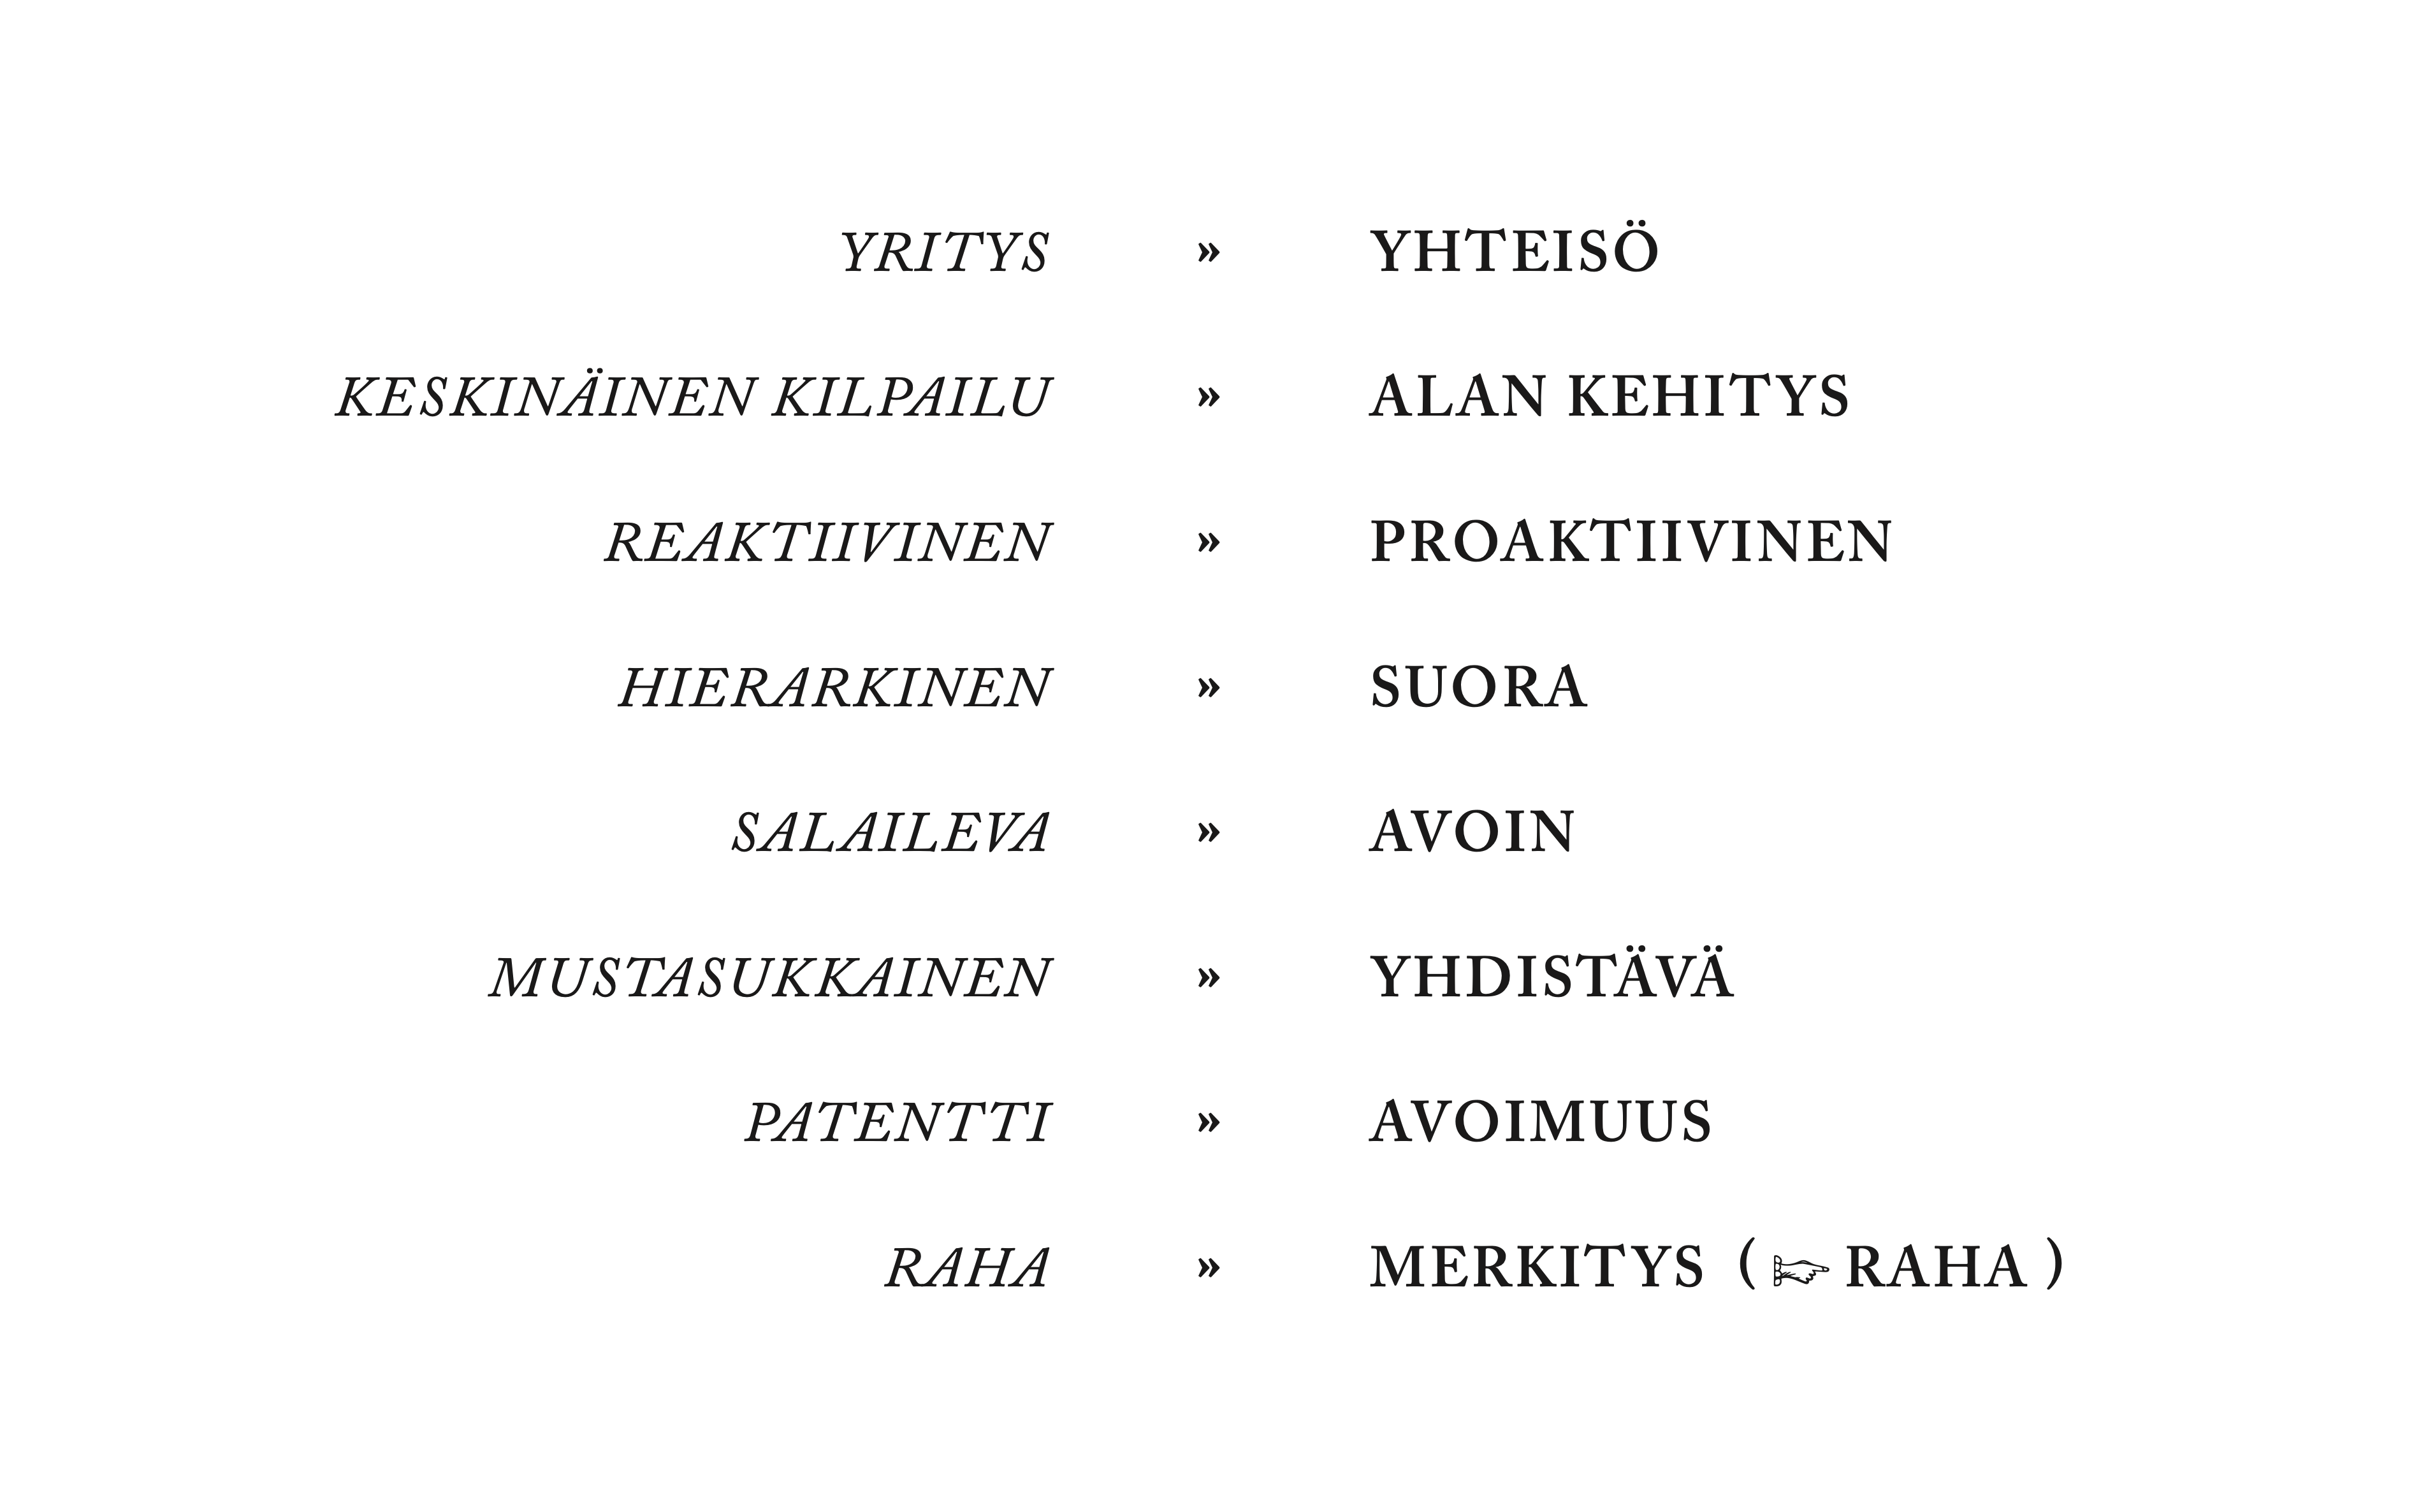 YRITYS » YHTEISÖ
KESKINÄINEN KILPAILU » ALAN KEHITYS
REAKTIIVINEN » PROAKTIIVINEN
HIERARKINEN » SUORA
SALAILEVA » AVOIN
MUSTASUKKAINEN » YHDISTÄVÄ
PATENTTI » AVOIMUUS
RAHA » MERKITYS (☞ RAHA )